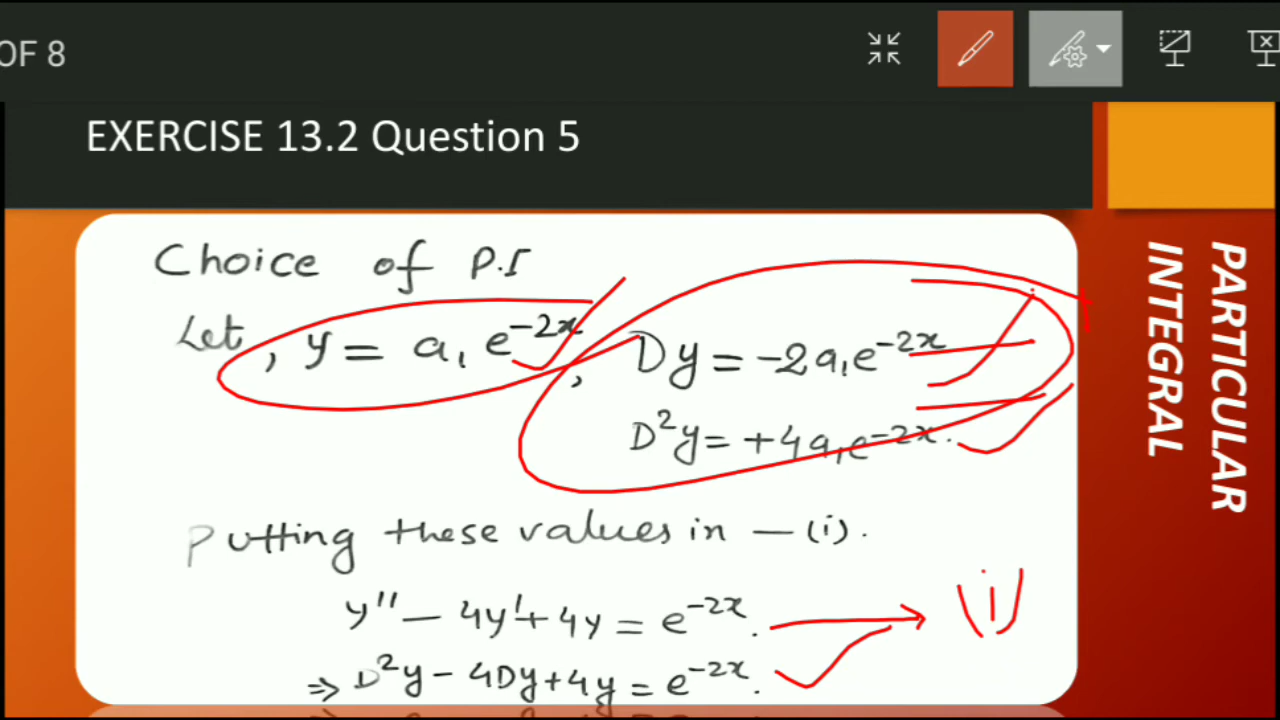 OF 8
EXERCISE 13.2 Question 5
Choice of P.I
Let, y = a₁e⁻²ˣ, Dy = -2a₁e⁻²ˣ
D²y = +4a₁e⁻²ˣ.
Putting these values in — (i).
y'' - 4y' + 4y = e⁻²ˣ. → (i)
⇒ D²y - 4Dy + 4y = e⁻²ˣ.
PARTICULAR
INTEGRAL